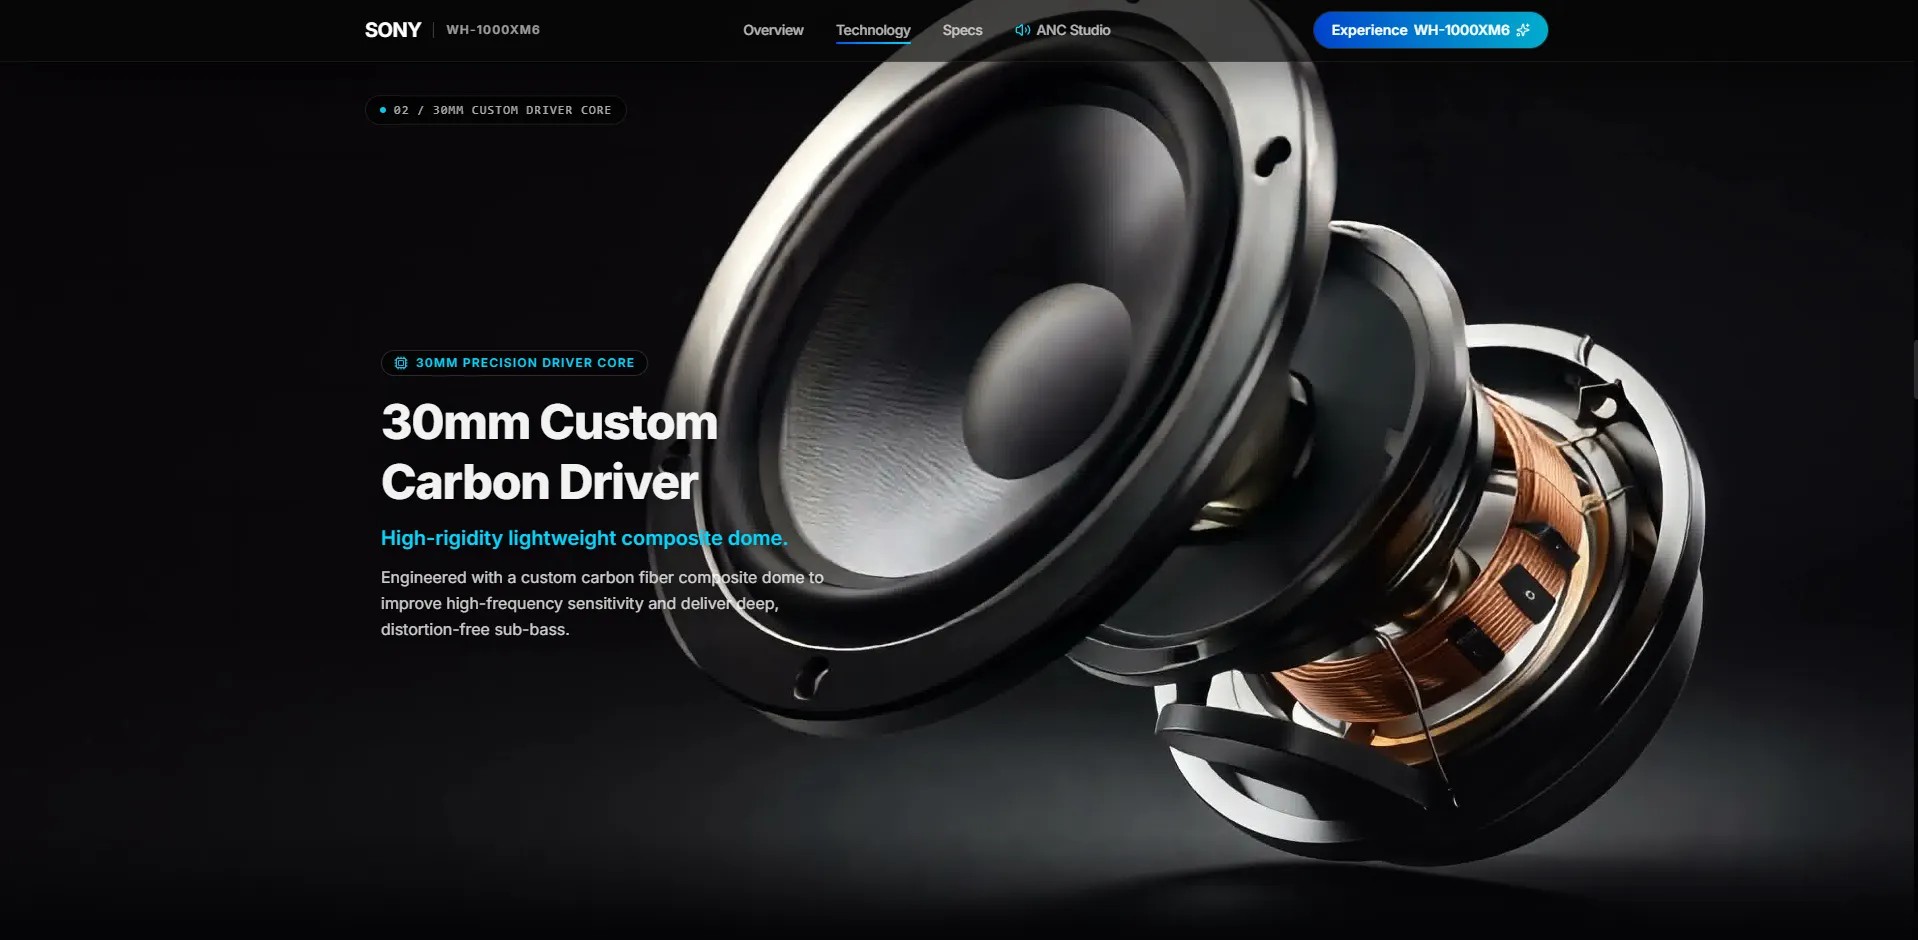 SONY
WH-1000XM6
Overview
Technology
Specs
ANC Studio
Experience WH-1000XM6
02 / 30MM CUSTOM DRIVER CORE
30MM PRECISION DRIVER CORE
30mm Custom
Carbon Driver
High-rigidity lightweight composite dome.
Engineered with a custom carbon fiber composite dome to
improve high-frequency sensitivity and deliver deep,
distortion-free sub-bass.